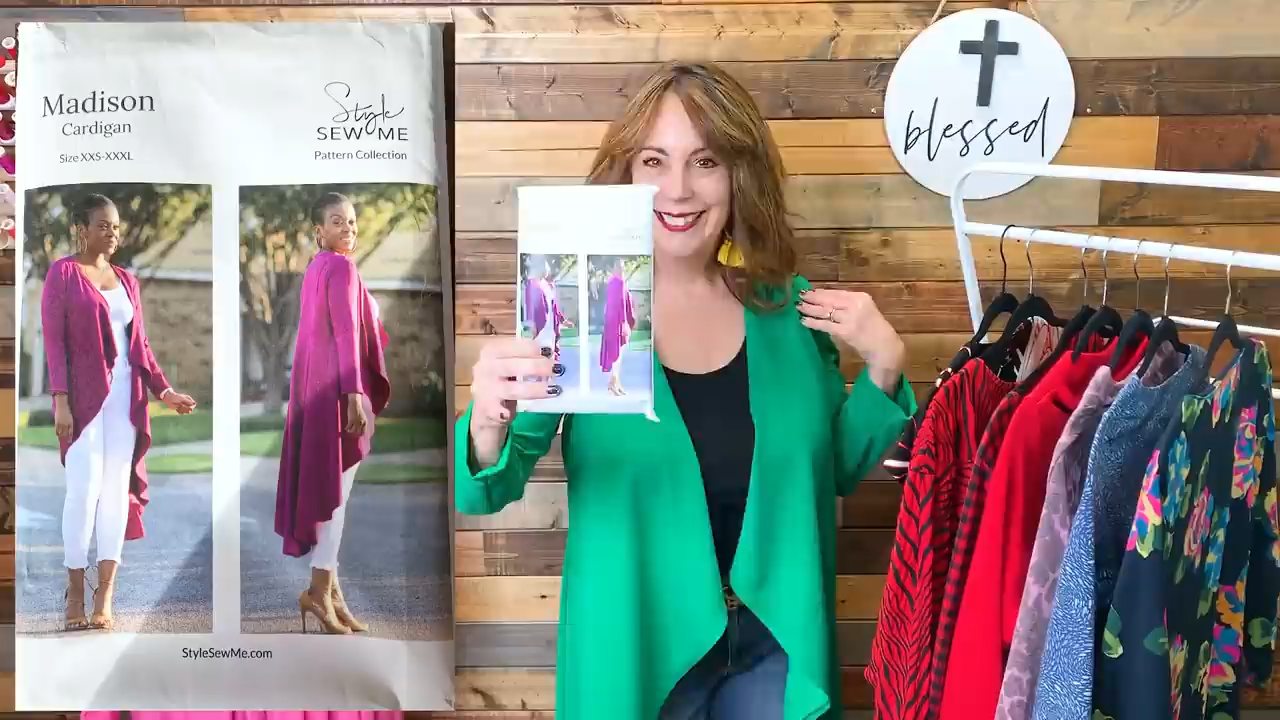 Madison
Cardigan
Size XXS-XXXL
Style
SEW ME
Pattern Collection
StyleSewMe.com
blessed